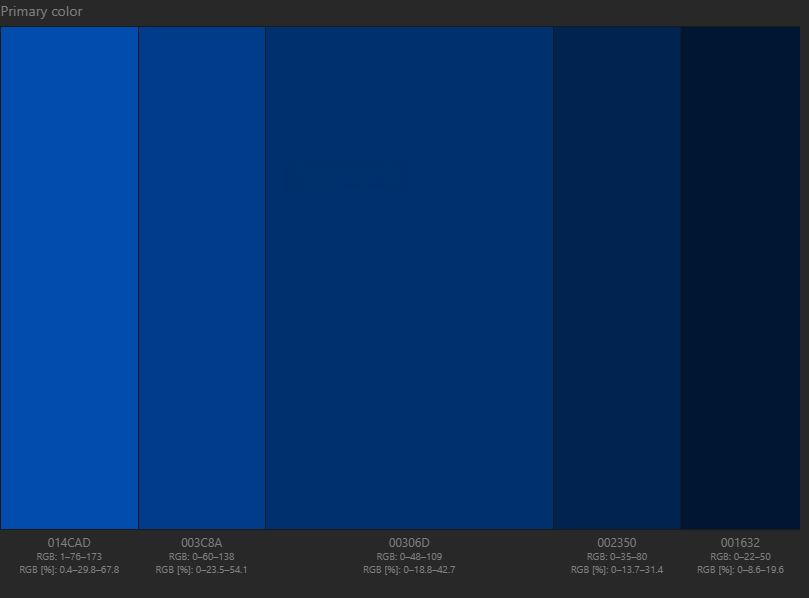 Primary color
014CAD
RGB: 1–76–173
RGB [%]: 0.4–29.8–67.8
003C8A
RGB: 0–60–138
RGB [%]: 0–23.5–54.1
00306D
RGB: 0–48–109
RGB [%]: 0–18.8–42.7
002350
RGB: 0–35–80
RGB [%]: 0–13.7–31.4
001632
RGB: 0–22–50
RGB [%]: 0–8.6–19.6